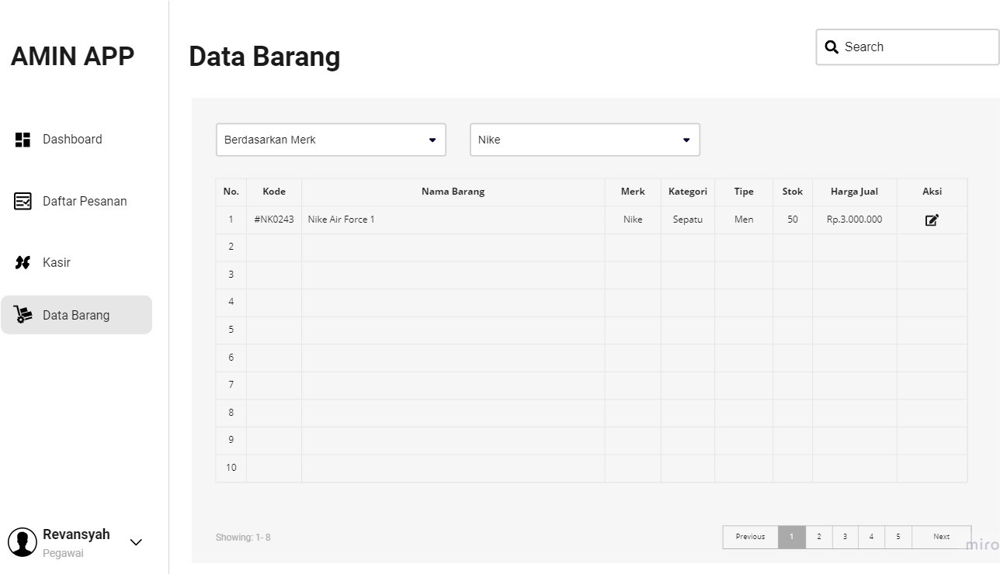 AMIN APP
Dashboard
Daftar Pesanan
Kasir
Data Barang
Revansyah
Pegawai
Data Barang
Search
Berdasarkan Merk
Nike
No. Kode Nama Barang Merk Kategori Tipe Stok Harga Jual Aksi
1 #NK0243 Nike Air Force 1 Nike Sepatu Men 50 Rp.3.000.000
2
3
4
5
6
7
8
9
10
Showing: 1- 8
Previous 1 2 3 4 5 Next
miro